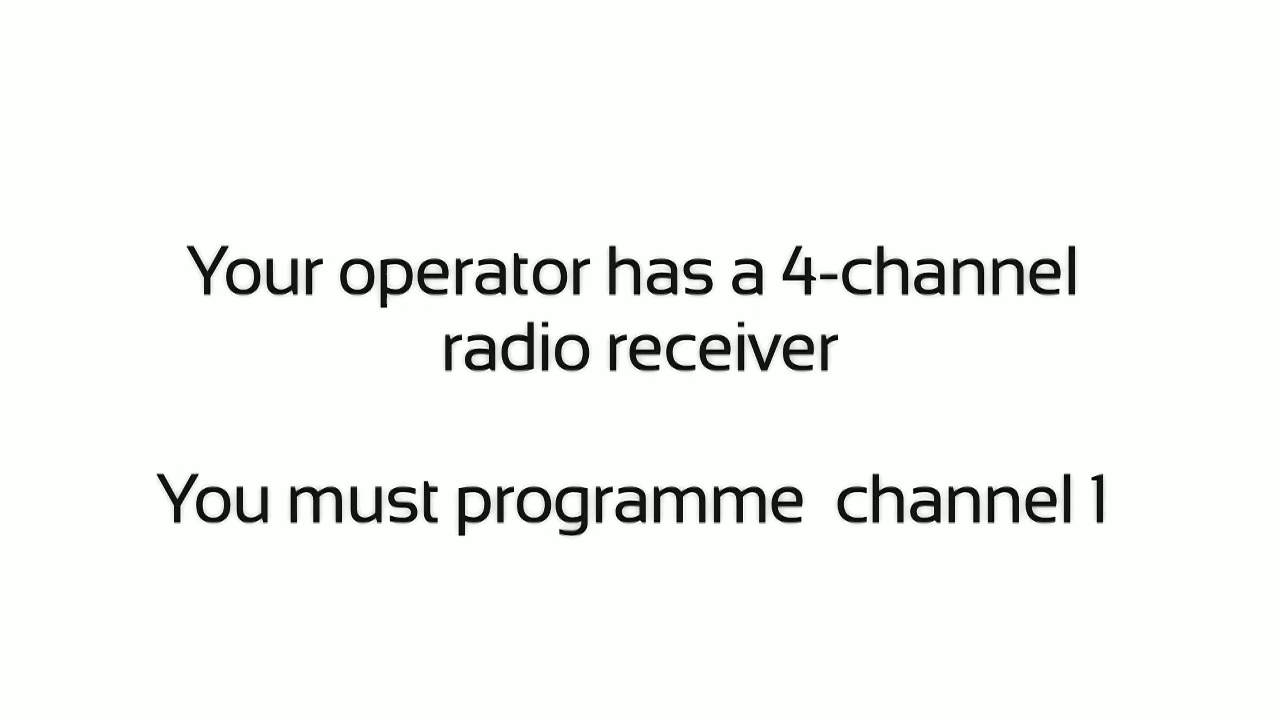 Your operator has a 4-channel
radio receiver
You must programme  channel 1